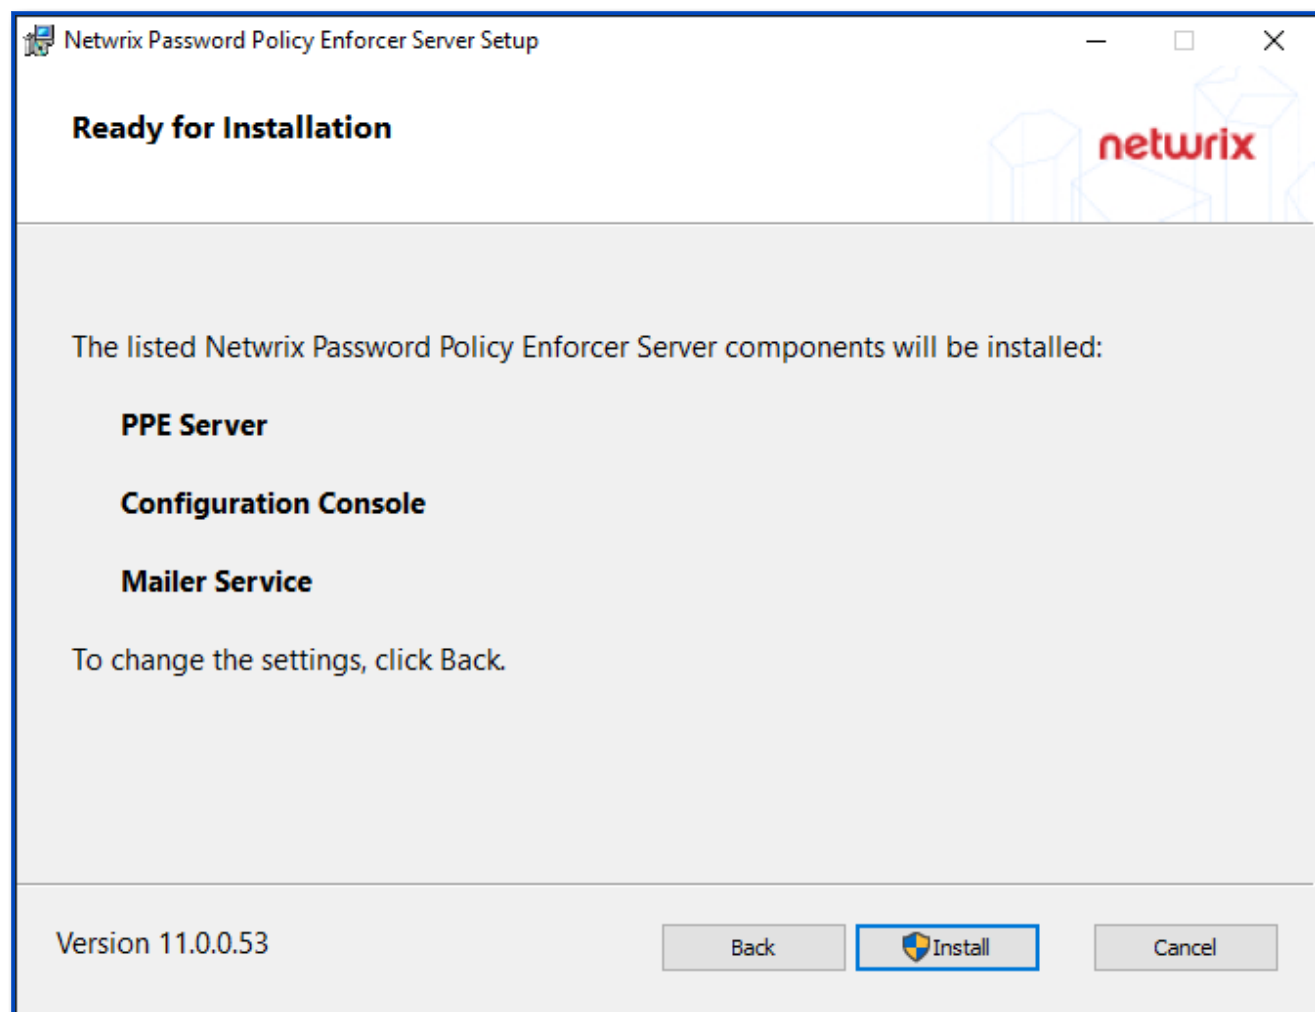 Netwrix Password Policy Enforcer Server Setup
Ready for Installation
netwrix
The listed Netwrix Password Policy Enforcer Server components will be installed:
PPE Server
Configuration Console
Mailer Service
To change the settings, click Back.
Version 11.0.0.53
Back
Install
Cancel